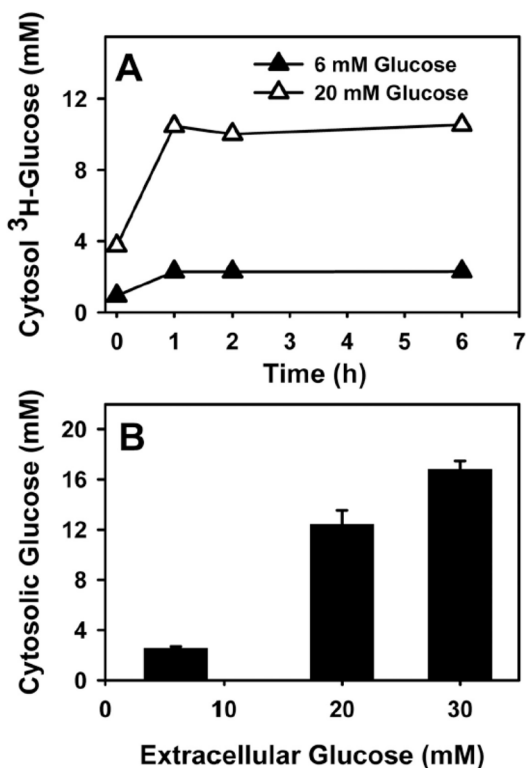 A
6 mM Glucose
20 mM Glucose
Cytosol ³H-Glucose (mM)
12
8
4
0
0 1 2 3 4 5 6 7
Time (h)
B
Cytosolic Glucose (mM)
20
16
12
8
4
0
0 10 20 30
Extracellular Glucose (mM)